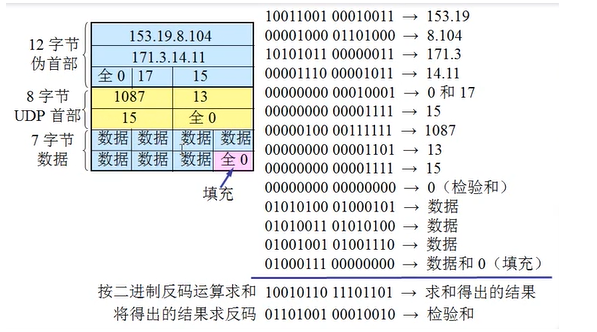 12 字节
伪首部
153.19.8.104
171.3.14.11
全 0 17 15
8 字节
UDP 首部
1087 13
15 全 0
7 字节
数据
数据 数据 数据 数据
数据 数据 数据 全 0
填充
10011001 00010011 → 153.19
00001000 01101000 → 8.104
10101011 00000011 → 171.3
00001110 00001011 → 14.11
00000000 00010001 → 0 和 17
00000000 00001111 → 15
00000100 00111111 → 1087
00000000 00001101 → 13
00000000 00001111 → 15
00000000 00000000 → 0（检验和）
01010100 01000101 → 数据
01010011 01010100 → 数据
01001001 01001110 → 数据
01000111 00000000 → 数据和 0（填充）
按二进制反码运算求和 10010110 11101101 → 求和得出的结果
将得出的结果求反码 01101001 00010010 → 检验和